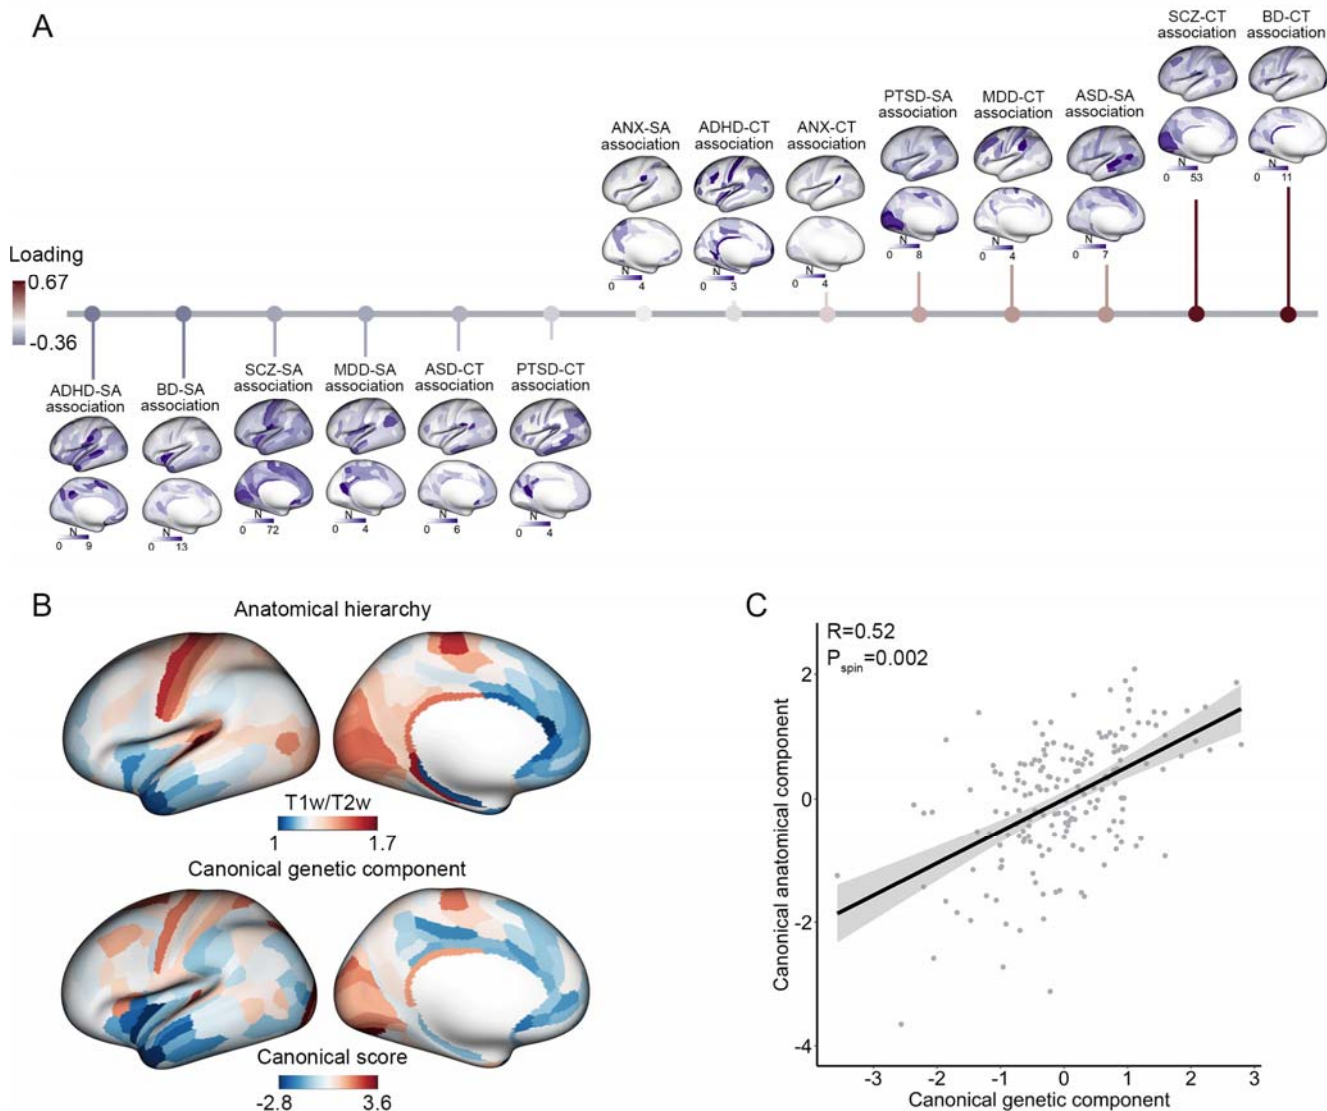 A
SCZ-CT
association
BD-CT
association
PTSD-SA
association
MDD-CT
association
ASD-SA
association
ANX-SA
association
ADHD-CT
association
ANX-CT
association
N
0 53
N
0 11
N
0 8
N
0 4
N
0 7
N
0 4
N
0 3
N
0 4
Loading
0.67
-0.36
ADHD-SA
association
BD-SA
association
SCZ-SA
association
MDD-SA
association
ASD-CT
association
PTSD-CT
association
N
0 9
N
0 13
N
0 72
N
0 4
N
0 6
N
0 4
B
Anatomical hierarchy
T1w/T2w
1 1.7
Canonical genetic component
Canonical score
-2.8 3.6
C
R=0.52
Pspin=0.002
Canonical anatomical component
2
0
-2
-4
-3 -2 -1 0 1 2 3
Canonical genetic component